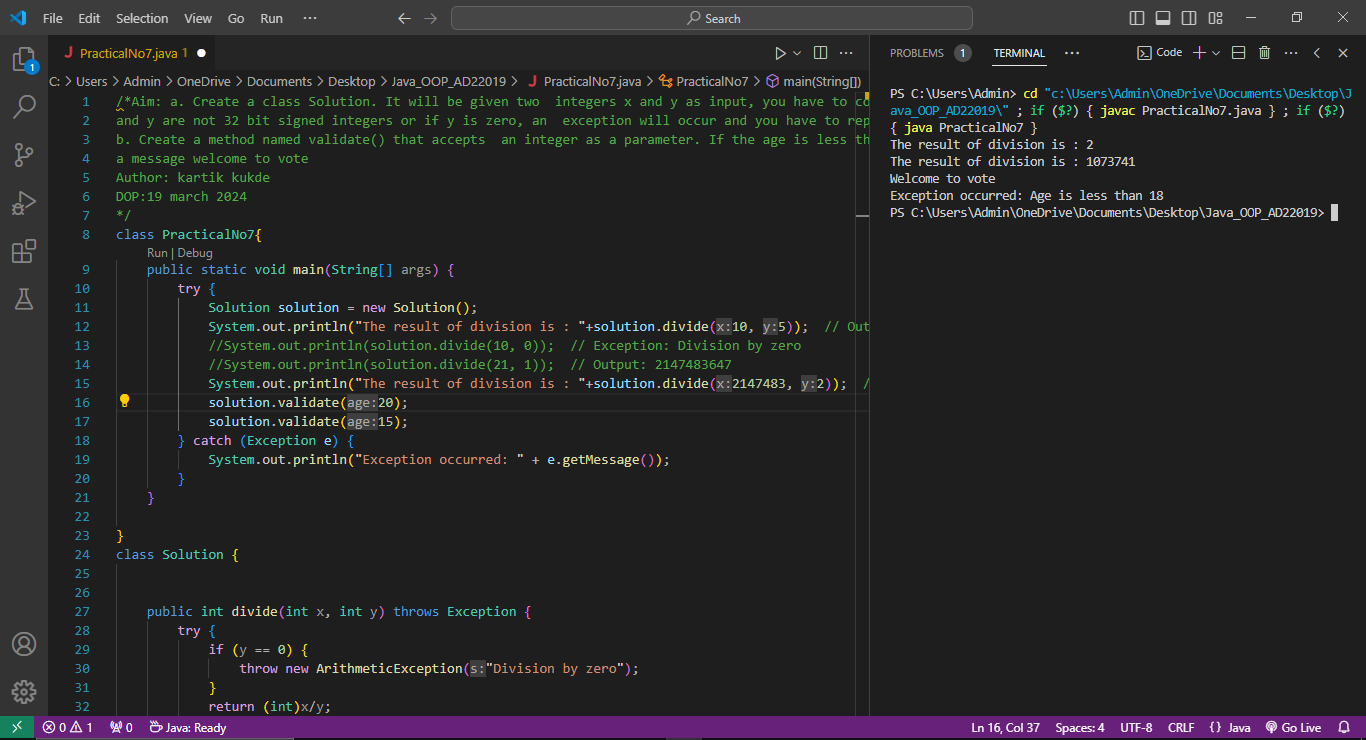 File Edit Selection View Go Run ··· Search
PracticalNo7.java 1
PROBLEMS 1 TERMINAL ··· Code
C: > Users > Admin > OneDrive > Documents > Desktop > Java_OOP_AD22019 > PracticalNo7.java > PracticalNo7 > main(String[])
1 /*Aim: a. Create a class Solution. It will be given two  integers x and y as input, you have to
2 and y are not 32 bit signed integers or if y is zero, an  exception will occur and you have to rep
3 b. Create a method named validate() that accepts  an integer as a parameter. If the age is less th
4 a message welcome to vote
5 Author: kartik kukde
6 DOP:19 march 2024
7 */
8 class PracticalNo7{
Run | Debug
9 public static void main(String[] args) {
10 try {
11 Solution solution = new Solution();
12 System.out.println("The result of division is : "+solution.divide(x:10, y:5));  // Out
13 //System.out.println(solution.divide(10, 0));  // Exception: Division by zero
14 //System.out.println(solution.divide(21, 1));  // Output: 2147483647
15 System.out.println("The result of division is : "+solution.divide(x:2147483, y:2));  //
16 solution.validate(age:20);
17 solution.validate(age:15);
18 } catch (Exception e) {
19 System.out.println("Exception occurred: " + e.getMessage());
20 }
21 }
22
23 }
24 class Solution {
25
26
27 public int divide(int x, int y) throws Exception {
28 try {
29 if (y == 0) {
30 throw new ArithmeticException(s:"Division by zero");
31 }
32 return (int)x/y;
PS C:\Users\Admin> cd "c:\Users\Admin\OneDrive\Documents\Desktop\J
ava_OOP_AD22019\" ; if ($?) { javac PracticalNo7.java } ; if ($?)
{ java PracticalNo7 }
The result of division is : 2
The result of division is : 1073741
Welcome to vote
Exception occurred: Age is less than 18
PS C:\Users\Admin\OneDrive\Documents\Desktop\Java_OOP_AD22019>
1
0 1 0 Java: Ready Ln 16, Col 37 Spaces: 4 UTF-8 CRLF {} Java Go Live